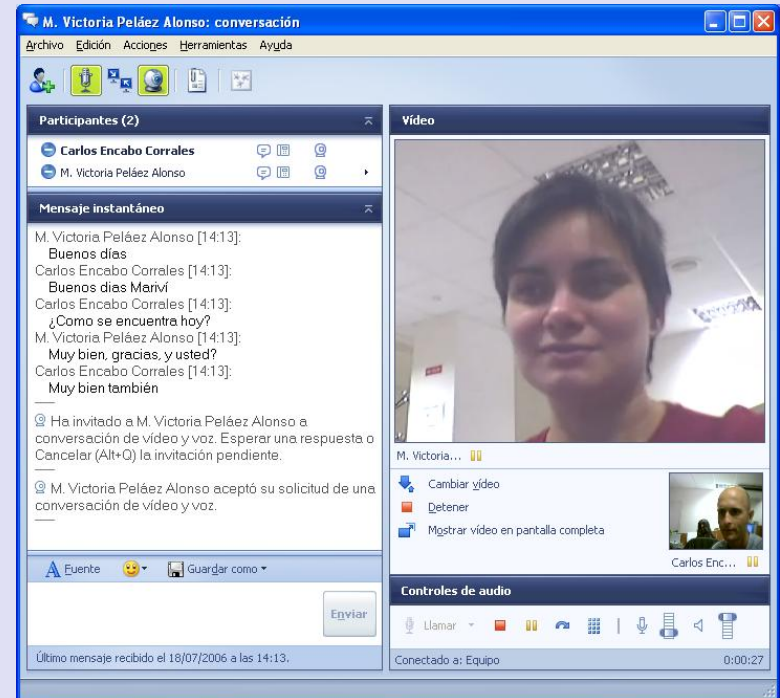 M. Victoria Peláez Alonso: conversación
Archivo Edición Acciones Herramientas Ayuda
Participantes (2)
Carlos Encabo Corrales
M. Victoria Peláez Alonso
Mensaje instantáneo
M. Victoria Peláez Alonso [14:13]:
Buenos días
Carlos Encabo Corrales [14:13]:
Buenos dias Mariví
Carlos Encabo Corrales [14:13]:
¿Como se encuentra hoy?
M. Victoria Peláez Alonso [14:13]:
Muy bien, gracias, y usted?
Carlos Encabo Corrales [14:13]:
Muy bien también
Ha invitado a M. Victoria Peláez Alonso a
conversación de vídeo y voz. Esperar una respuesta o
Cancelar (Alt+Q) la invitación pendiente.
M. Victoria Peláez Alonso aceptó su solicitud de una
conversación de vídeo y voz.
Fuente Guardar como
Enviar
Último mensaje recibido el 18/07/2006 a las 14:13.
Vídeo
M. Victoria...
Cambiar vídeo
Detener
Mostrar vídeo en pantalla completa
Carlos Enc...
Controles de audio
Llamar
Conectado a: Equipo 0:00:27